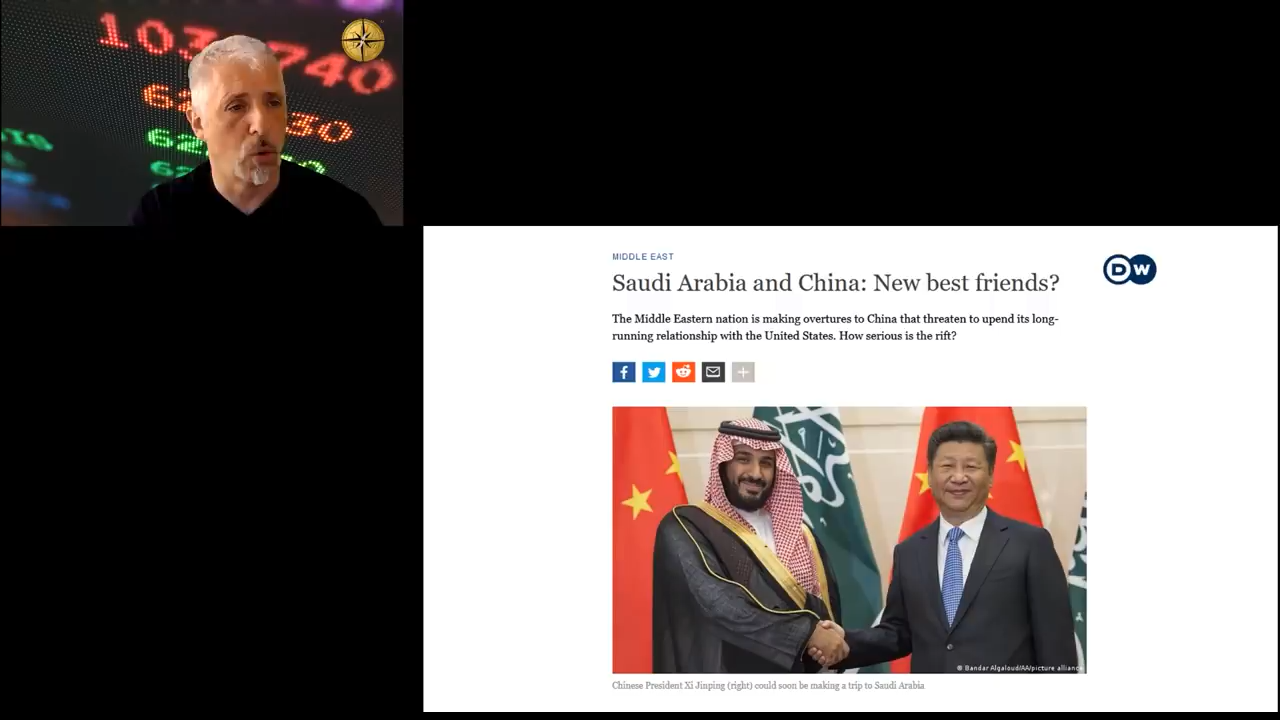 MIDDLE EAST
DW
Saudi Arabia and China: New best friends?
The Middle Eastern nation is making overtures to China that threaten to upend its long-
running relationship with the United States. How serious is the rift?
© Bandar Algaloud/AA/picture alliance
Chinese President Xi Jinping (right) could soon be making a trip to Saudi Arabia